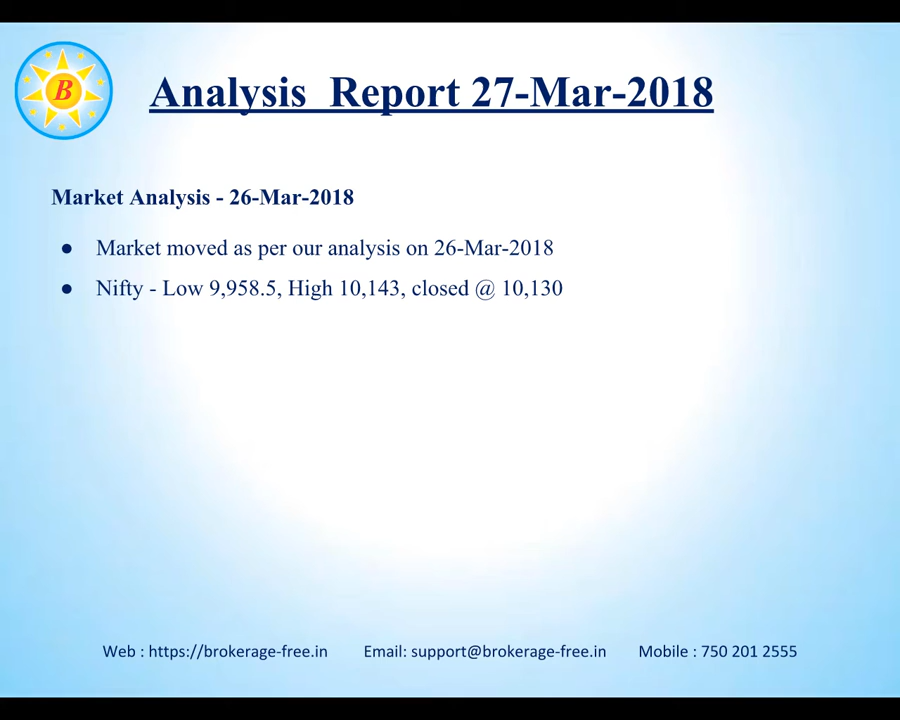 B
Analysis Report 27-Mar-2018
Market Analysis - 26-Mar-2018
● Market moved as per our analysis on 26-Mar-2018
● Nifty - Low 9,958.5, High 10,143, closed @ 10,130
Web : https://brokerage-free.in Email: support@brokerage-free.in Mobile : 750 201 2555